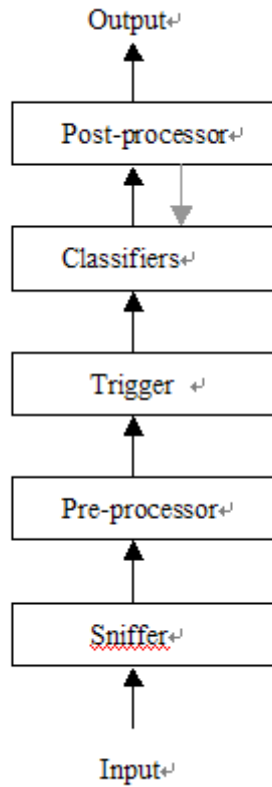 Output↵
Post-processor↵
Classifiers↵
Trigger ↵
Pre-processor↵
Sniffer↵
Input↵